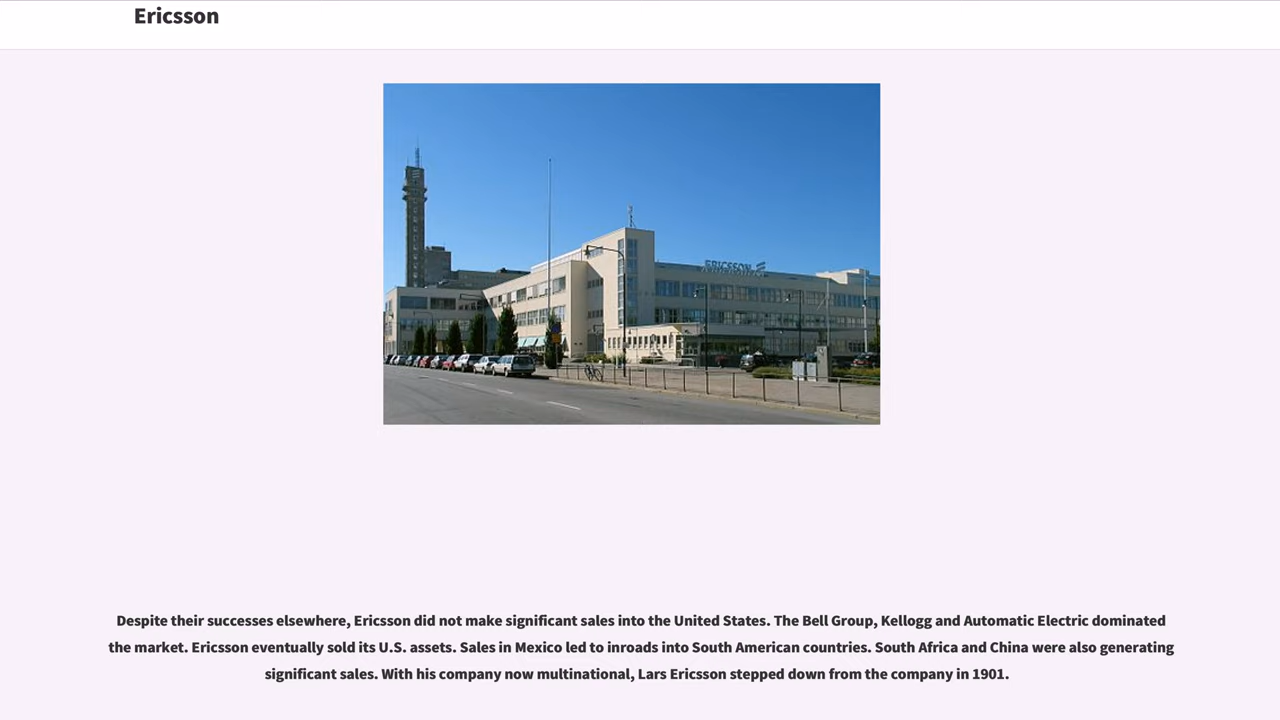 Ericsson
ERICSSON
Despite their successes elsewhere, Ericsson did not make significant sales into the United States. The Bell Group, Kellogg and Automatic Electric dominated
the market. Ericsson eventually sold its U.S. assets. Sales in Mexico led to inroads into South American countries. South Africa and China were also generating
significant sales. With his company now multinational, Lars Ericsson stepped down from the company in 1901.